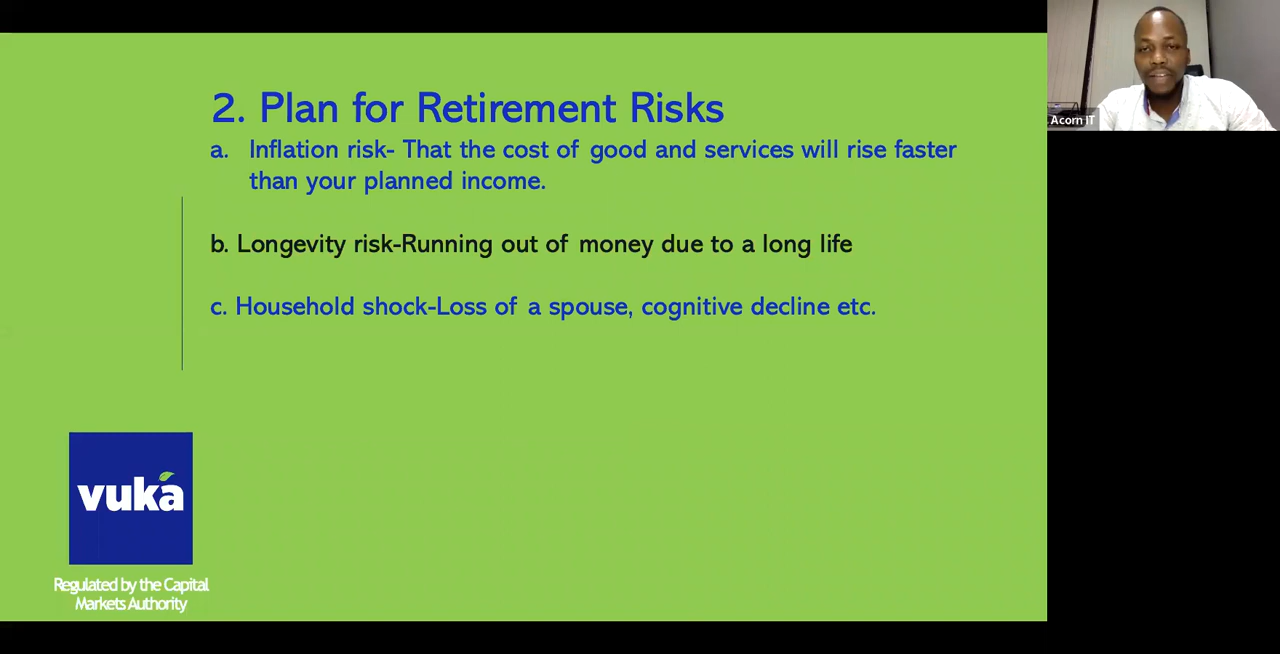 2. Plan for Retirement Risks
a. Inflation risk- That the cost of good and services will rise faster
than your planned income.
b. Longevity risk-Running out of money due to a long life
c. Household shock-Loss of a spouse, cognitive decline etc.
vuka
Regulated by the Capital
Markets Authority
Acorn IT